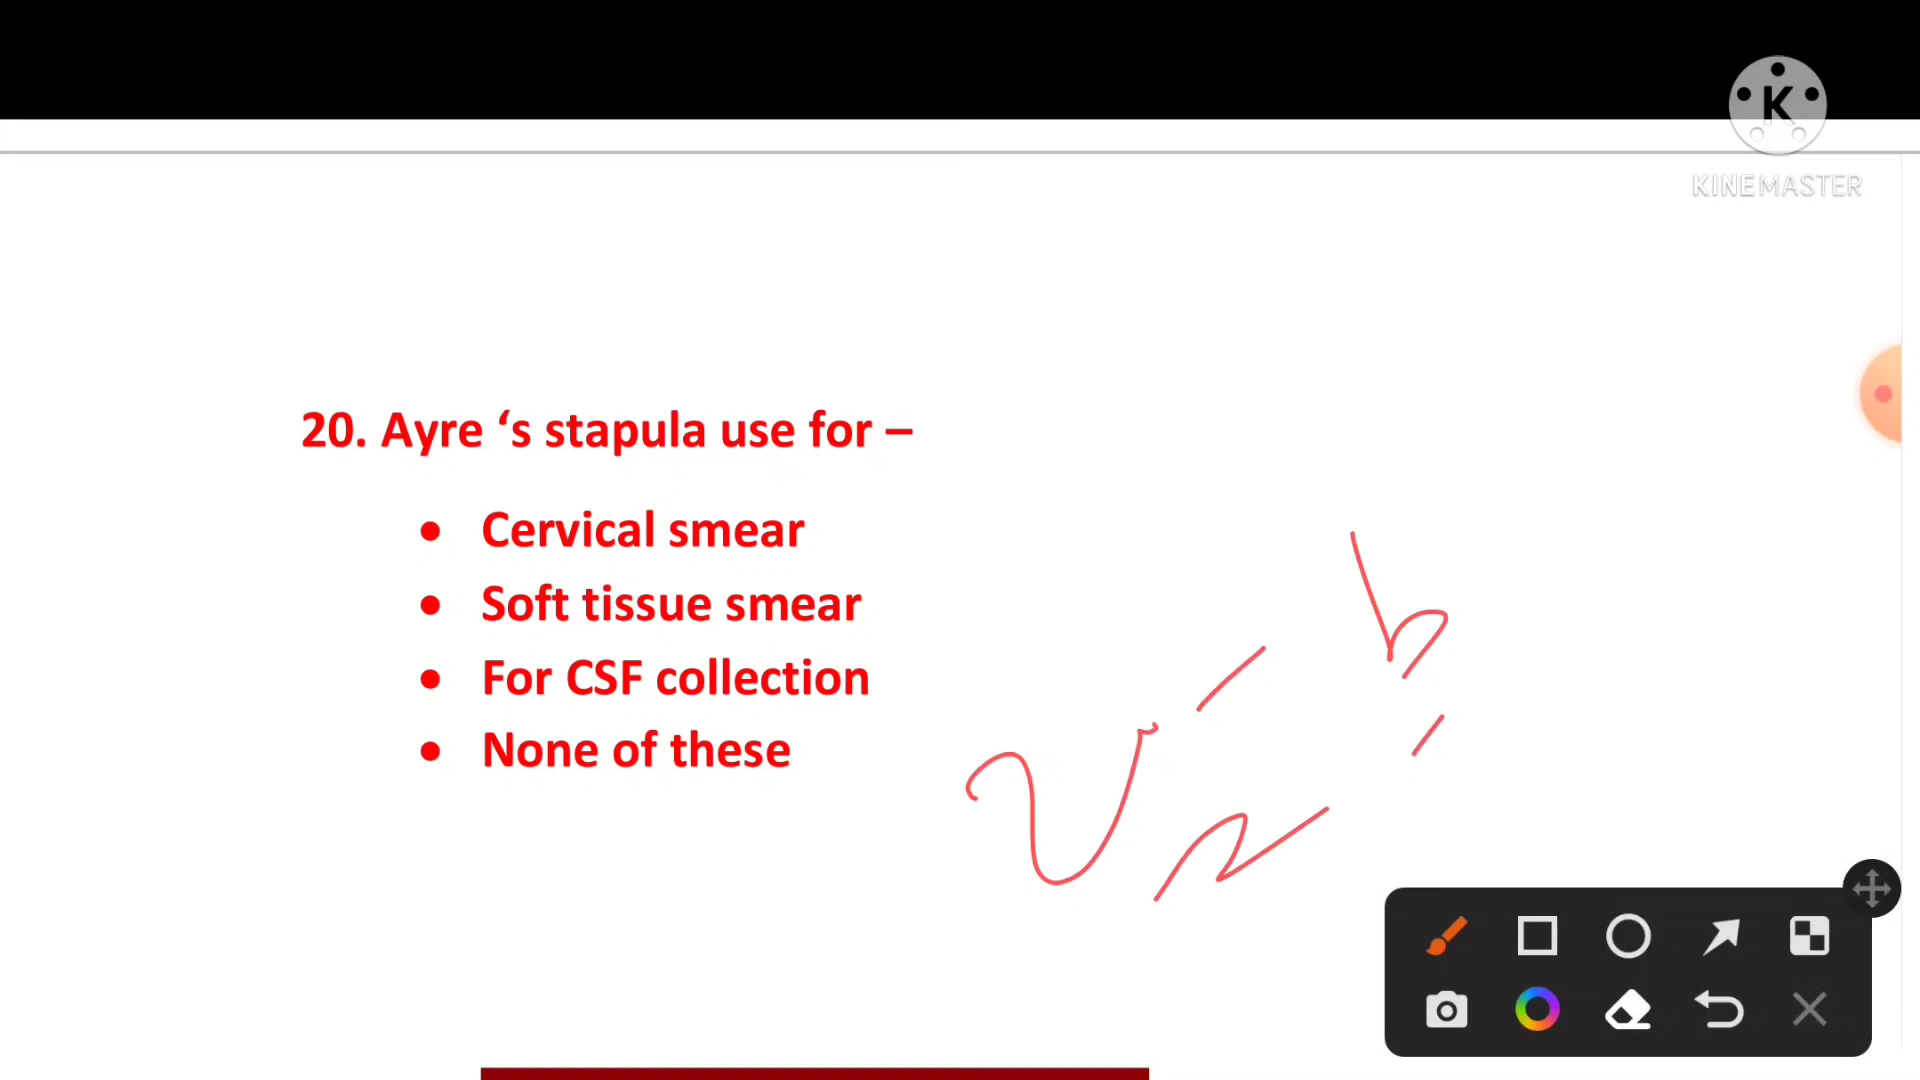 K
KINEMASTER
20. Ayre ‘s stapula use for –
• Cervical smear
• Soft tissue smear
• For CSF collection
• None of these